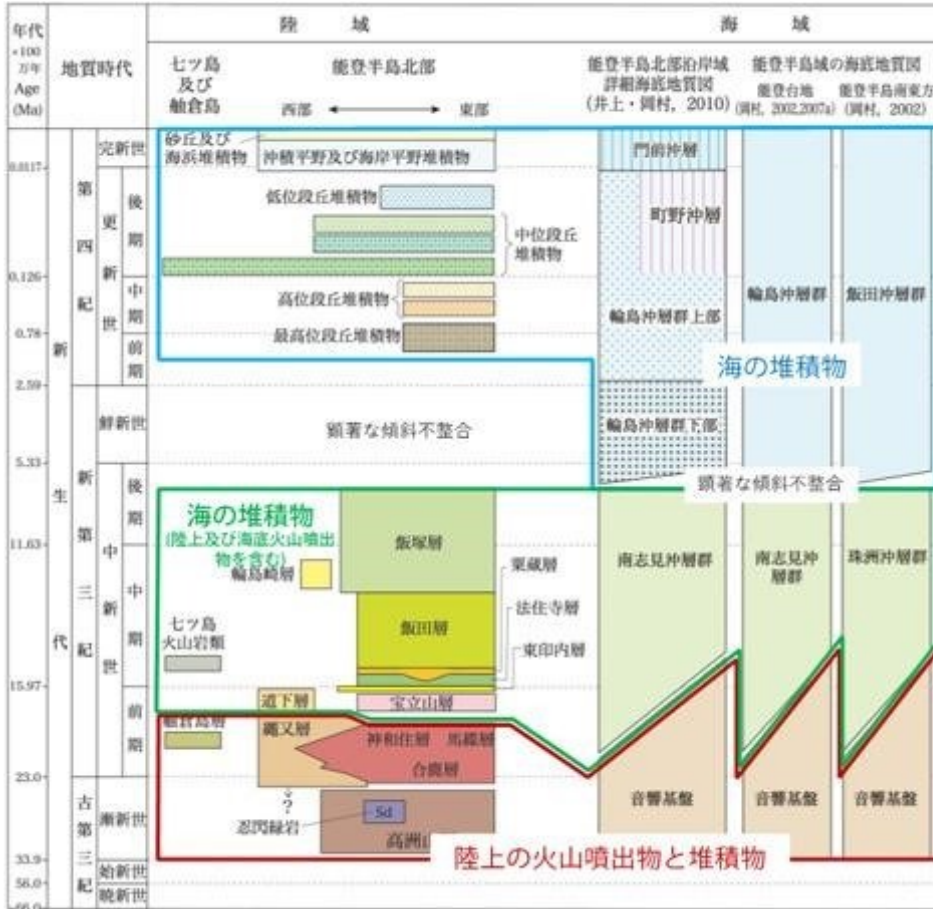 年代
×100
万年
Age
(Ma)
地質時代
陸 域
海 域
七ツ島
及び
舳倉島
能登半島北部
西部
東部
能登半島北部沿岸域
詳細海底地質図
(井上・岡村, 2010)
能登半島域の海底地質図
能登台地
(岡村, 2002,2007a)
能登半島南東方
(岡村, 2002)
0.0117
0.126
0.78
2.59
5.33
11.63
15.97
23.0
33.9
56.0
新生代
第四紀
新第三紀
古第三紀
完新世
更新世
後期
中期
前期
鮮新世
中新世
後期
中期
前期
漸新世
始新世
暁新世
砂丘及び
海浜堆積物
沖積平野及び海岸平野堆積物
低位段丘堆積物
中位段丘
堆積物
高位段丘堆積物
最高位段丘堆積物
門前沖層
町野沖層
輪島沖層群上部
輪島沖層群
飯田沖層群
海の堆積物
輪島沖層群下部
顕著な傾斜不整合
顕著な傾斜不整合
海の堆積物
(陸上及び海底火山噴出
物を含む)
輪島崎層
飯塚層
粟蔵層
法住寺層
東印内層
飯田層
七ツ島
火山岩類
道下層
宝立山層
舳倉島層
縄又層
神和住層
馬緤層
合鹿層
?
忍閃緑岩
Sd
高洲山
南志見沖層群
南志見沖
層群
珠洲沖層群
音響基盤
音響基盤
音響基盤
陸上の火山噴出物と堆積物